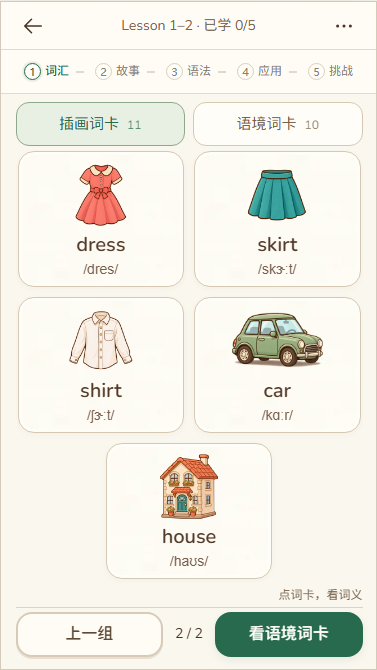 Lesson 1–2 · 已学 0/5
1 词汇 – 2 故事 – 3 语法 – 4 应用 – 5 挑战
插画词卡 11 语境词卡 10
dress skirt
/dres/ /skɝːt/
shirt car
/ʃɝːt/ /kɑːr/
house
/haʊs/
点词卡，看词义
上一组 2 / 2 看语境词卡